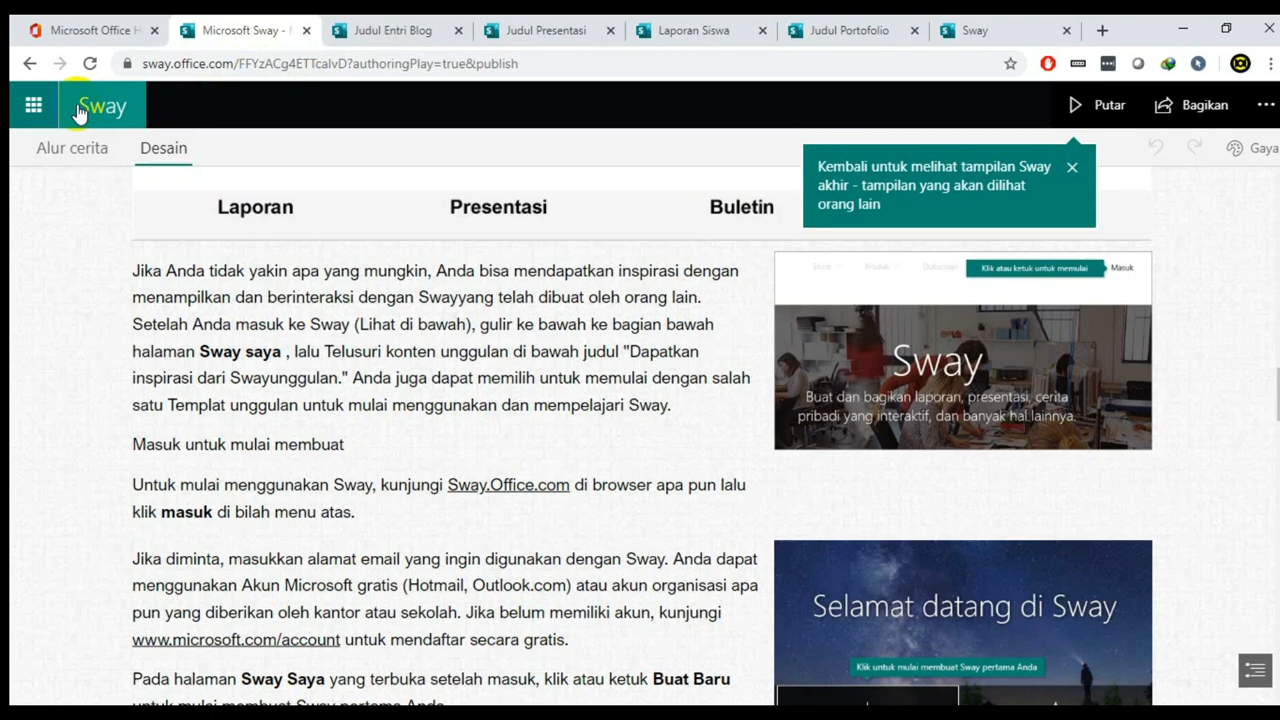 Microsoft Office H
Microsoft Sway -
Judul Entri Blog
Judul Presentasi
Laporan Siswa
Judul Portofolio
Sway
sway.office.com/FFYzACg4ETTcalvD?authoringPlay=true&publish
Sway
Putar
Bagikan
Alur cerita
Desain
Gaya
Kembali untuk melihat tampilan Sway
akhir - tampilan yang akan dilihat
orang lain
Laporan Presentasi Buletin
Jika Anda tidak yakin apa yang mungkin, Anda bisa mendapatkan inspirasi dengan
menampilkan dan berinteraksi dengan Swayyang telah dibuat oleh orang lain.
Setelah Anda masuk ke Sway (Lihat di bawah), gulir ke bawah ke bagian bawah
halaman Sway saya , lalu Telusuri konten unggulan di bawah judul "Dapatkan
inspirasi dari Swayunggulan." Anda juga dapat memilih untuk memulai dengan salah
satu Templat unggulan untuk mulai menggunakan dan mempelajari Sway.
Masuk untuk mulai membuat
Untuk mulai menggunakan Sway, kunjungi Sway.Office.com di browser apa pun lalu
klik masuk di bilah menu atas.
Jika diminta, masukkan alamat email yang ingin digunakan dengan Sway. Anda dapat
menggunakan Akun Microsoft gratis (Hotmail, Outlook.com) atau akun organisasi apa
pun yang diberikan oleh kantor atau sekolah. Jika belum memiliki akun, kunjungi
www.microsoft.com/account untuk mendaftar secara gratis.
Pada halaman Sway Saya yang terbuka setelah masuk, klik atau ketuk Buat Baru
untuk mulai membuat Sway pertama Anda.
Store Produk Dukungan Klik atau ketuk untuk memulai Masuk
Sway
Buat dan bagikan laporan, presentasi, cerita
pribadi yang interaktif, dan banyak hal lainnya.
Selamat datang di Sway
Klik untuk mulai membuat Sway pertama Anda